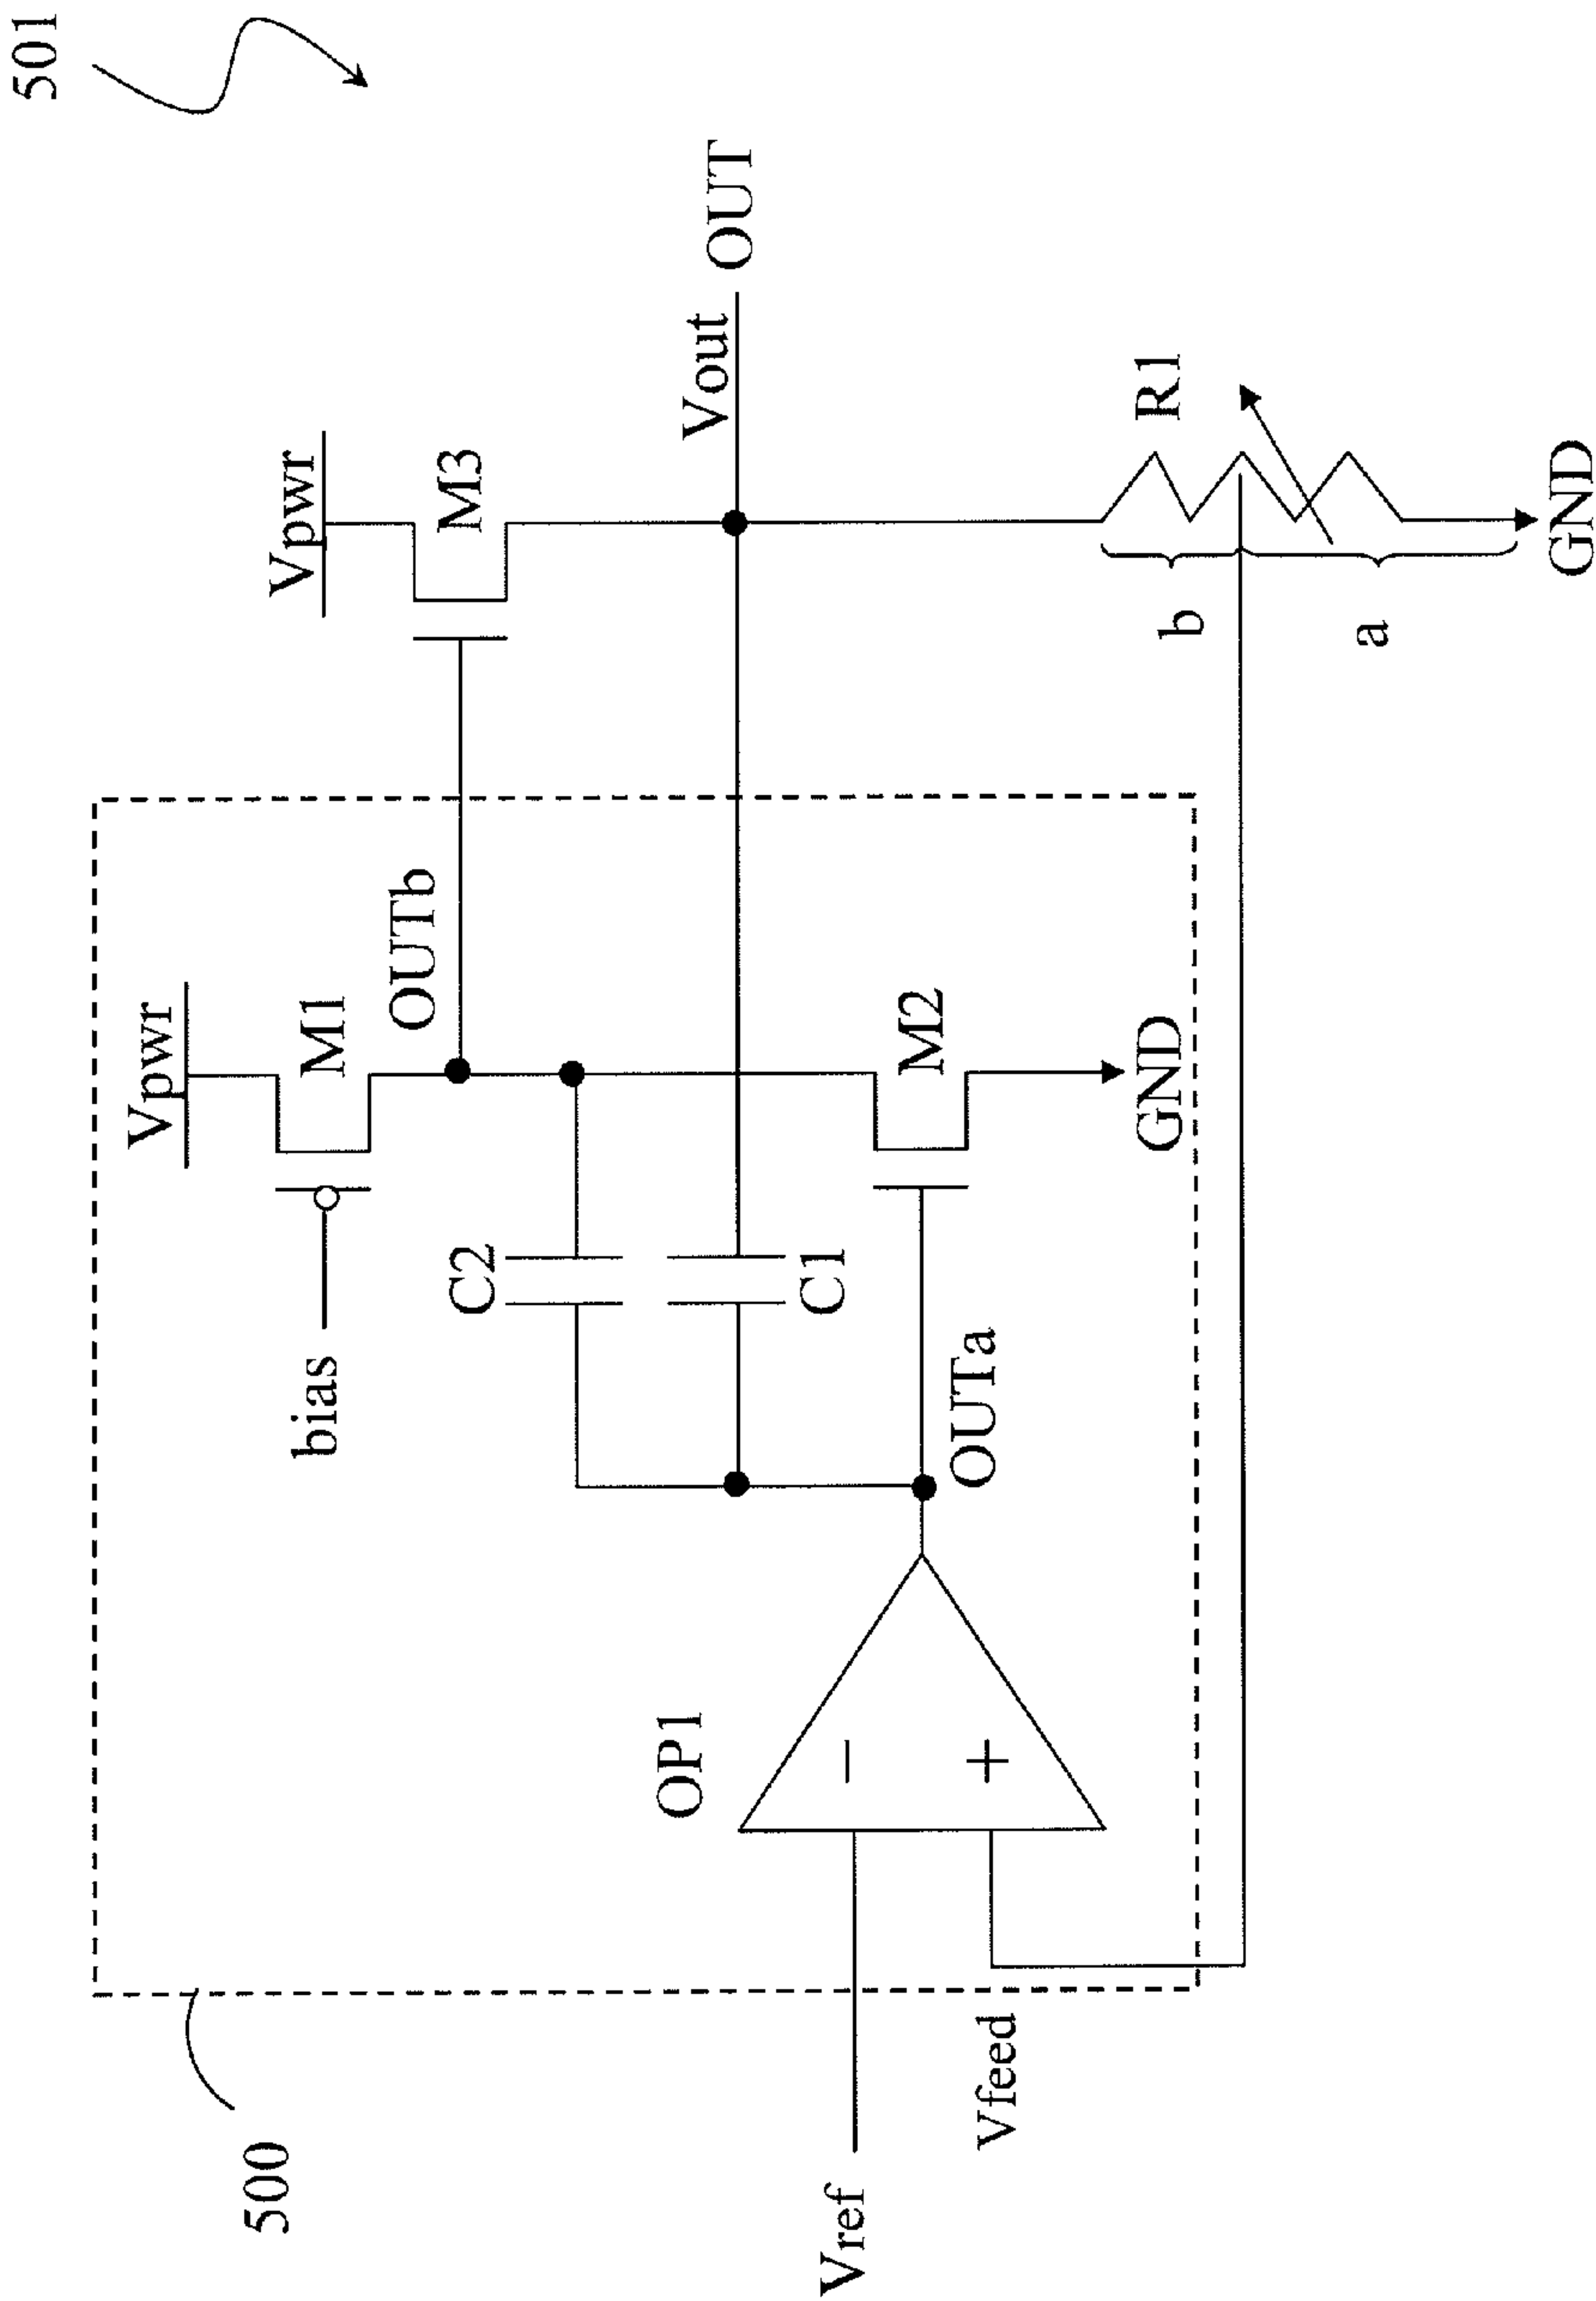 501
Vpwr
Vpwr
M1
M3
bias
OUTb
C2
Vout
OUT
OP1
C1
−
+
M2
OUTa
R1
b
a
GND
GND
Vref
Vfeed
500